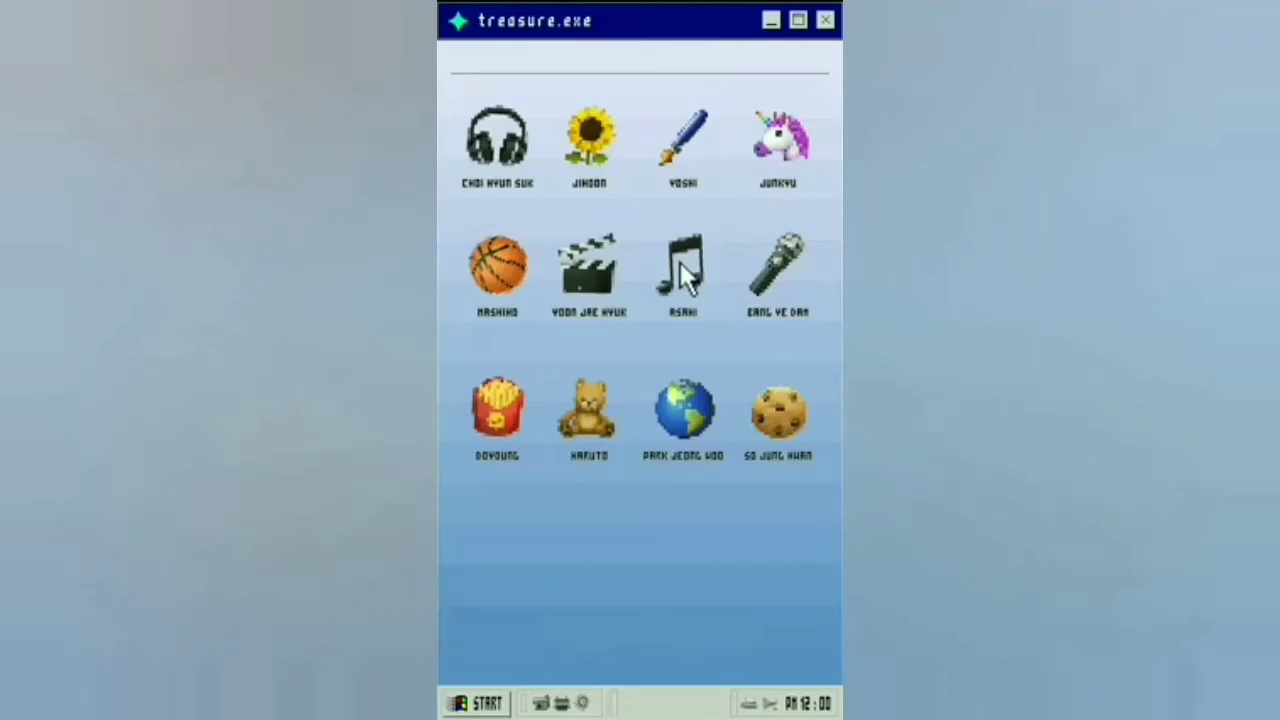 treasure.exe
CHOI HYUN SUK JIHOON YOSHI JUNKYU
MASHIHO YOON JAE HYUK ASAHI BANG YE DAM
DOYOUNG HARUTO PARK JEONG WOO SO JUNG HWAN
START PM 12:00